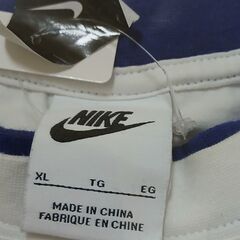 NIKE
XL TG EG
MADE IN CHINA
FABRIQUE EN CHINE